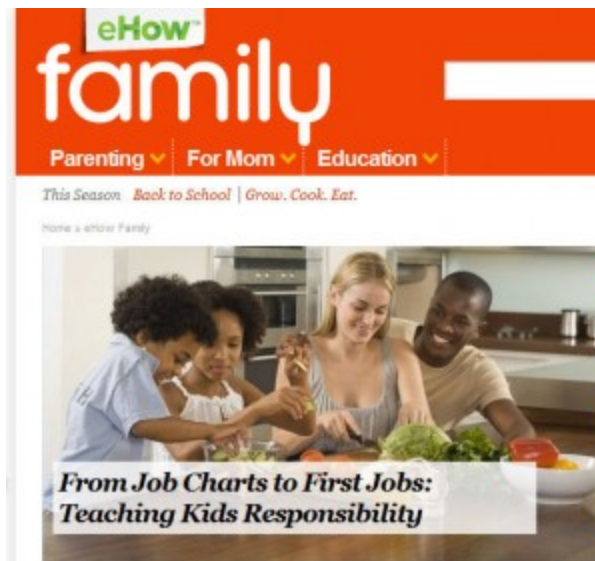 eHow™
family
Parenting For Mom Education
This Season Back to School | Grow. Cook. Eat.
Home » eHow Family
From Job Charts to First Jobs:
Teaching Kids Responsibility